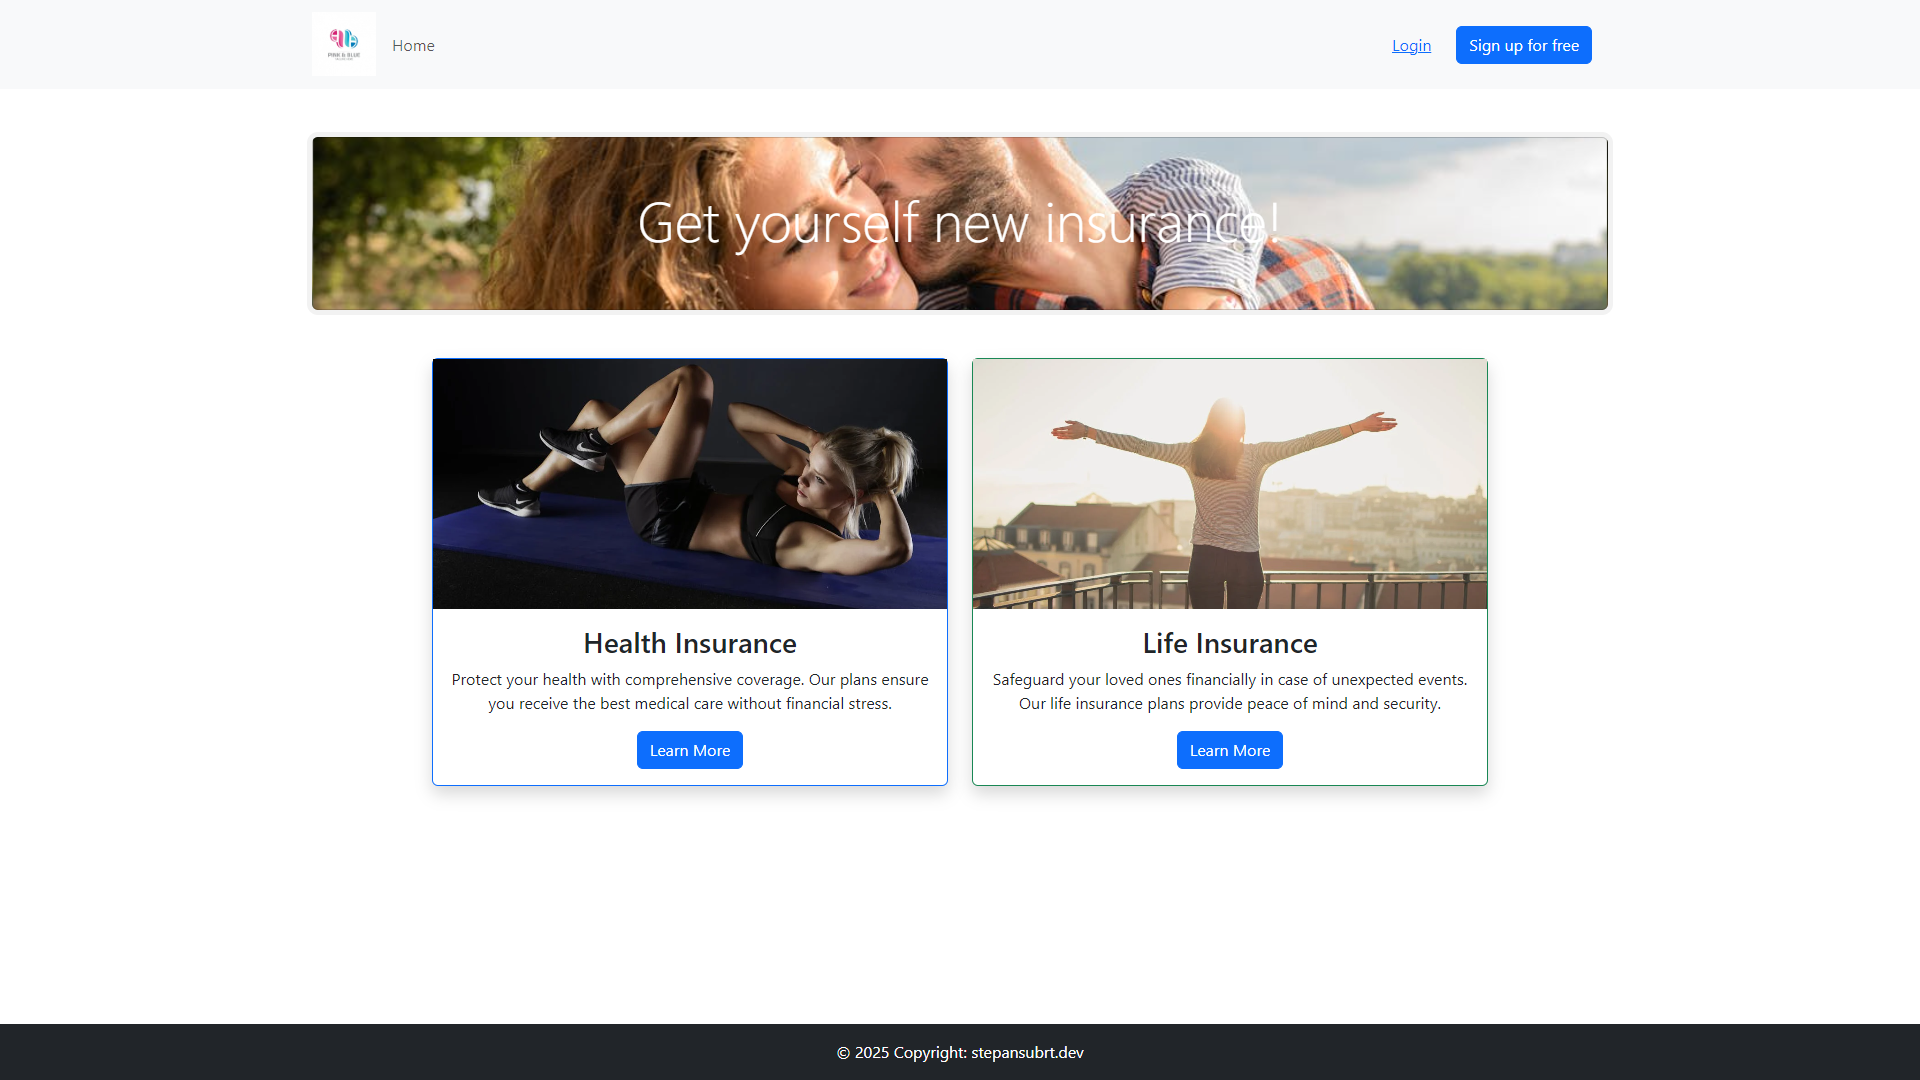 PINK & BLUE
Home
Login
Sign up for free
Get yourself new insurance!
Health Insurance
Protect your health with comprehensive coverage. Our plans ensure
you receive the best medical care without financial stress.
Learn More
Life Insurance
Safeguard your loved ones financially in case of unexpected events.
Our life insurance plans provide peace of mind and security.
Learn More
© 2025 Copyright: stepansubrt.dev